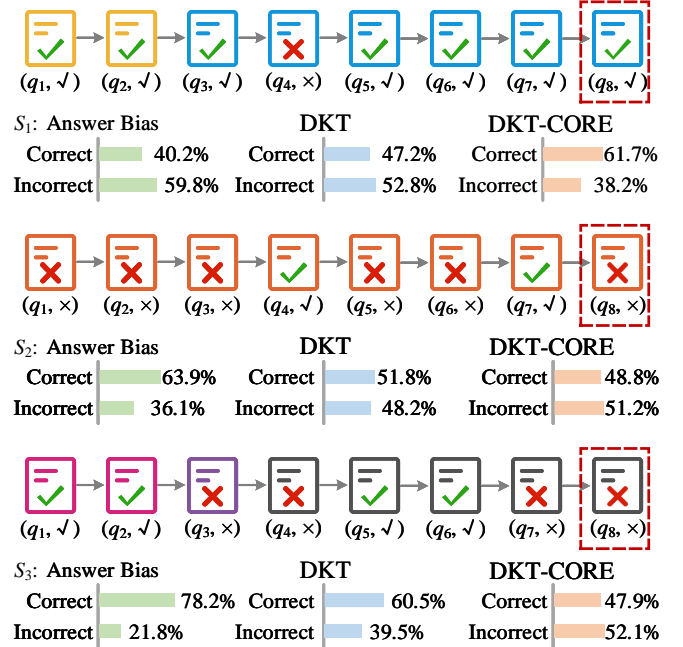 (q1, √) (q2, √) (q3, √) (q4, ×) (q5, √) (q6, √) (q7, √) (q8, √)
S1: Answer Bias DKT DKT-CORE
Correct 40.2% Correct 47.2% Correct 61.7%
Incorrect 59.8% Incorrect 52.8% Incorrect 38.2%
(q1, ×) (q2, ×) (q3, ×) (q4, √) (q5, ×) (q6, ×) (q7, √) (q8, ×)
S2: Answer Bias DKT DKT-CORE
Correct 63.9% Correct 51.8% Correct 48.8%
Incorrect 36.1% Incorrect 48.2% Incorrect 51.2%
(q1, √) (q2, √) (q3, ×) (q4, ×) (q5, √) (q6, √) (q7, ×) (q8, ×)
S3: Answer Bias DKT DKT-CORE
Correct 78.2% Correct 60.5% Correct 47.9%
Incorrect 21.8% Incorrect 39.5% Incorrect 52.1%